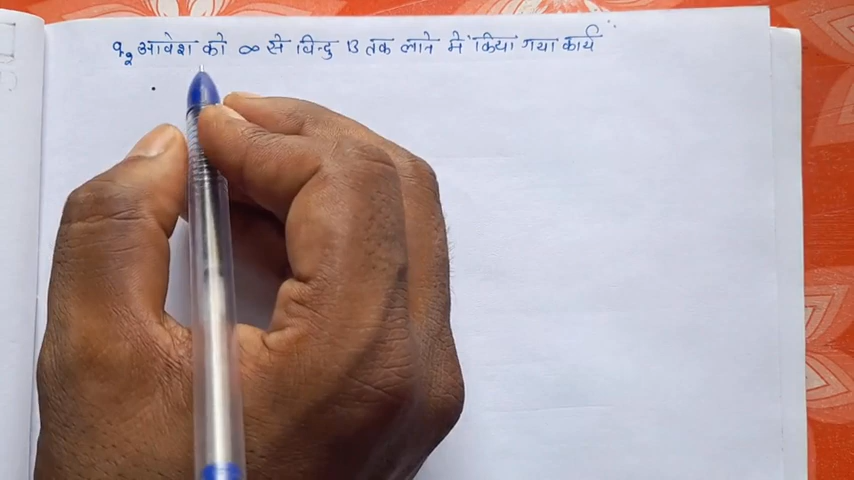 q₂ आवेश को ∞ से विन्दु B तक लाने में किया गया कार्य